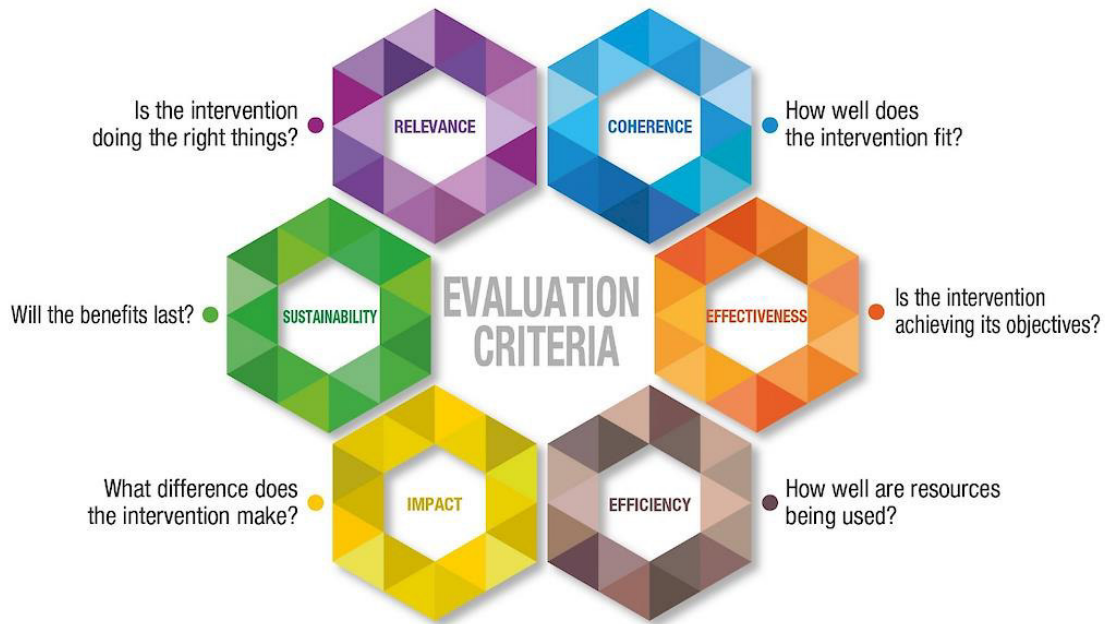 Is the intervention
doing the right things?
RELEVANCE
COHERENCE
How well does
the intervention fit?
Will the benefits last?
SUSTAINABILITY
EVALUATION
CRITERIA
EFFECTIVENESS
Is the intervention
achieving its objectives?
What difference does
the intervention make?
IMPACT
EFFICIENCY
How well are resources
being used?